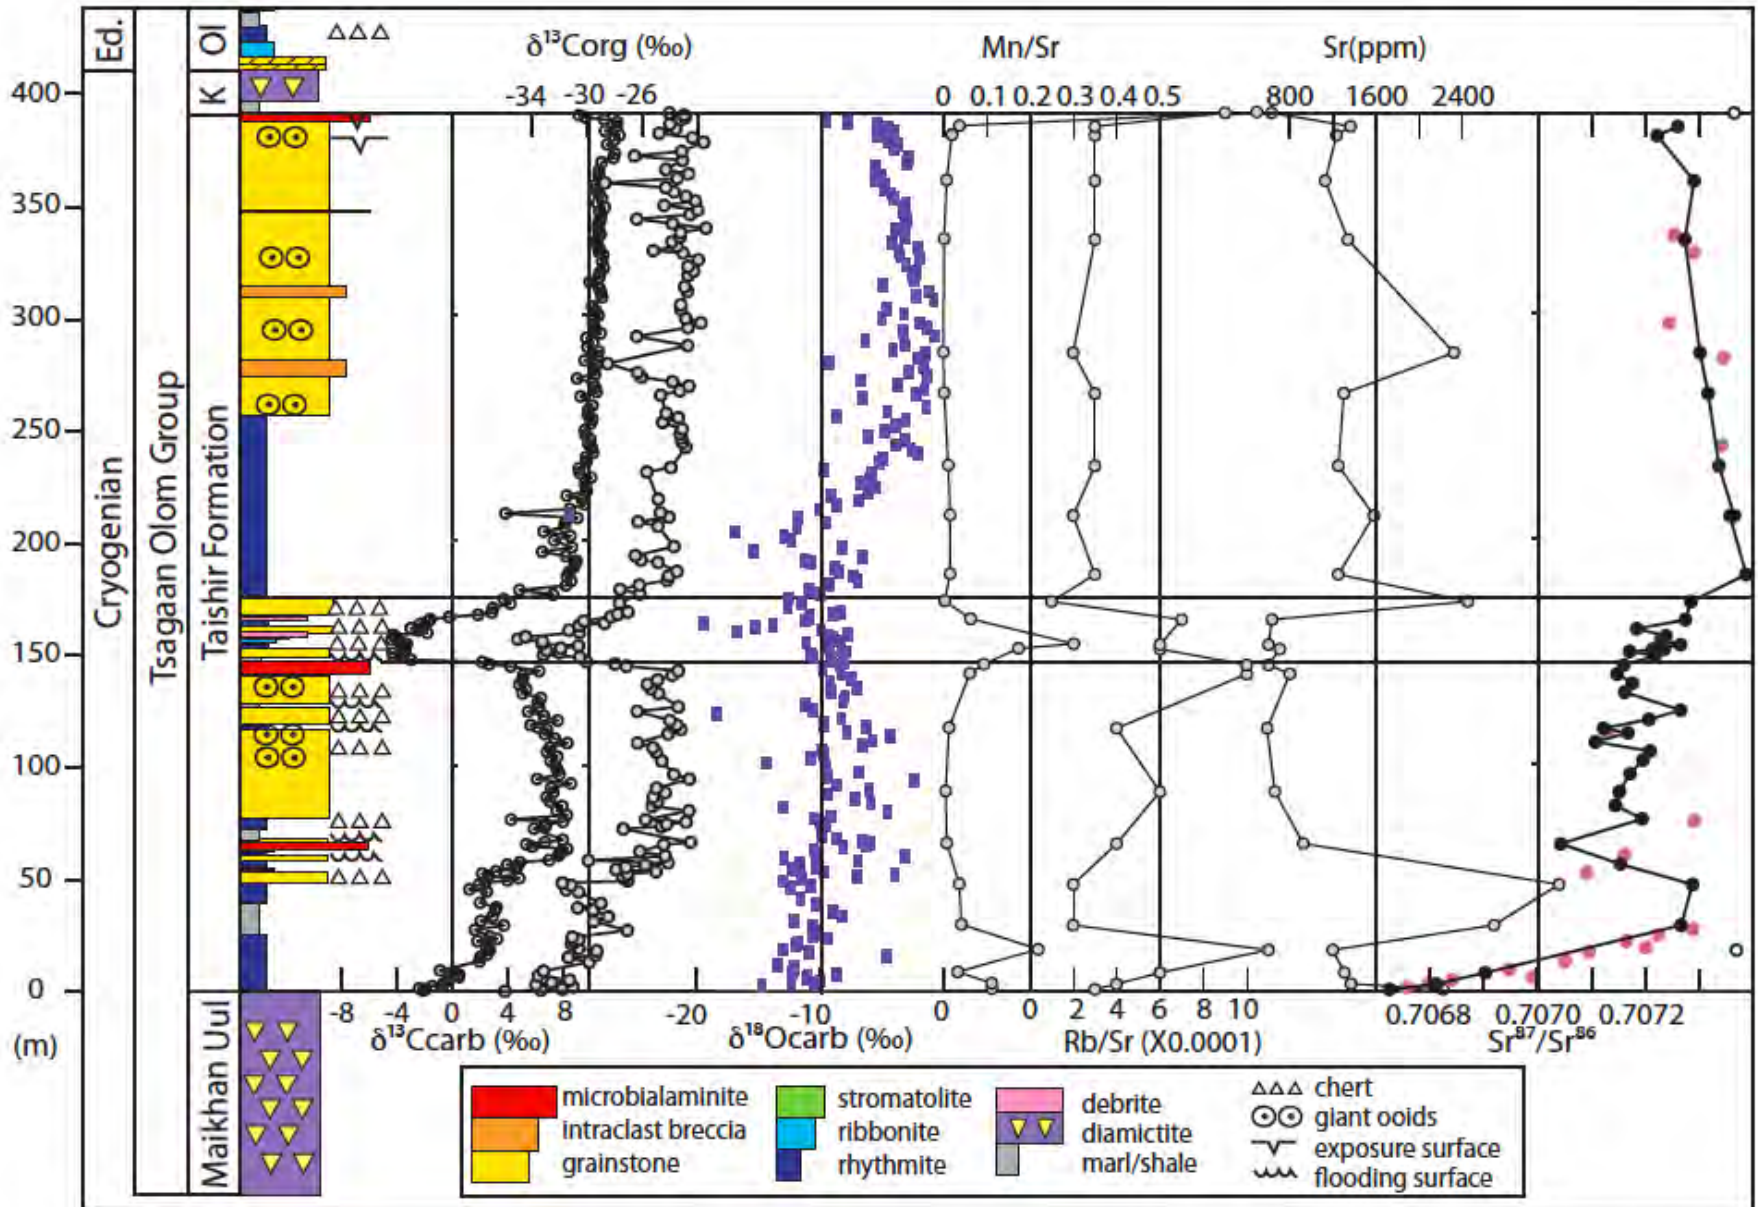 Ed.
Ol
K
Cryogenian
Tsagaan Olom Group
Taishir Formation
Maikhan Uul
δ13Corg (‰)
Mn/Sr
Sr(ppm)
-34 -30 -26
0 0.1 0.2 0.3 0.4 0.5
800 1600 2400
400
350
300
250
200
150
100
50
0
(m)
-8 -4 0 4 8
-20 -10 0
0 2 4 6 8 10
0.7068 0.7070 0.7072
δ13Ccarb (‰)
δ18Ocarb (‰)
Rb/Sr (X0.0001)
Sr87/Sr86
microbialaminite
intraclast breccia
grainstone
stromatolite
ribbonite
rhythmite
debrite
diamictite
marl/shale
chert
giant ooids
exposure surface
flooding surface